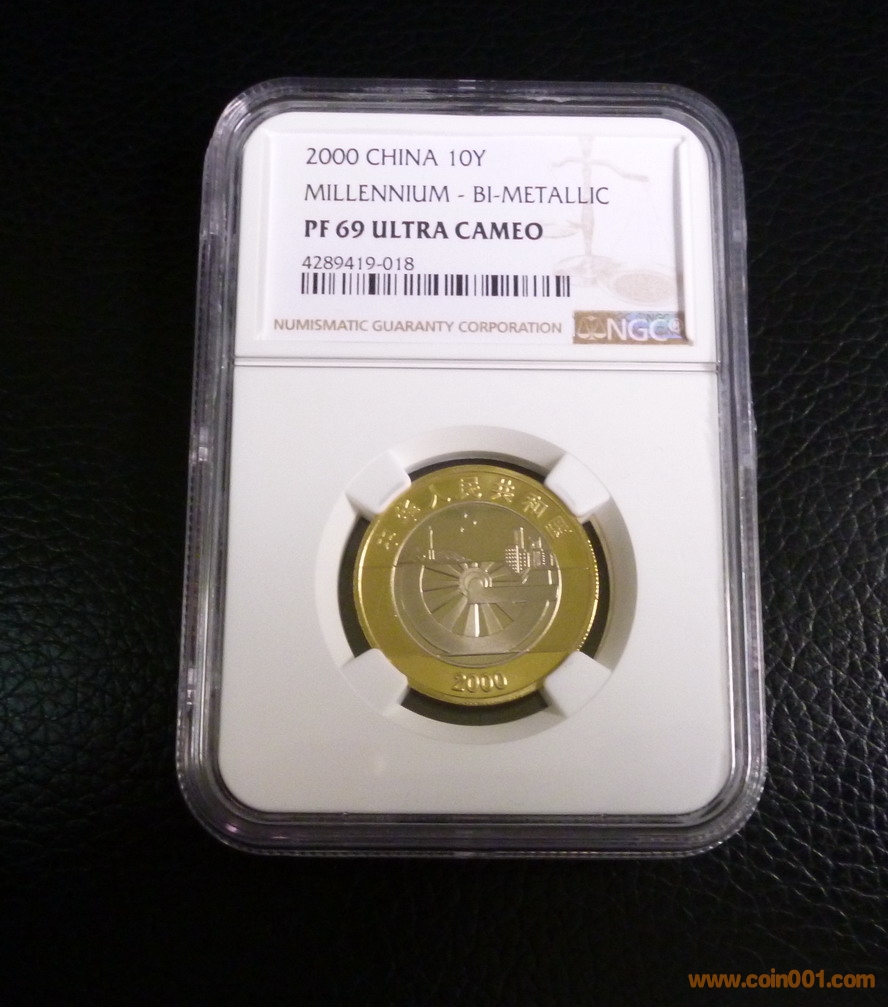 2000 CHINA 10Y
MILLENNIUM - BI-METALLIC
PF 69 ULTRA CAMEO
4289419-018
NUMISMATIC GUARANTY CORPORATION
NGC®
中华人民共和国
2000
www.coin001.com